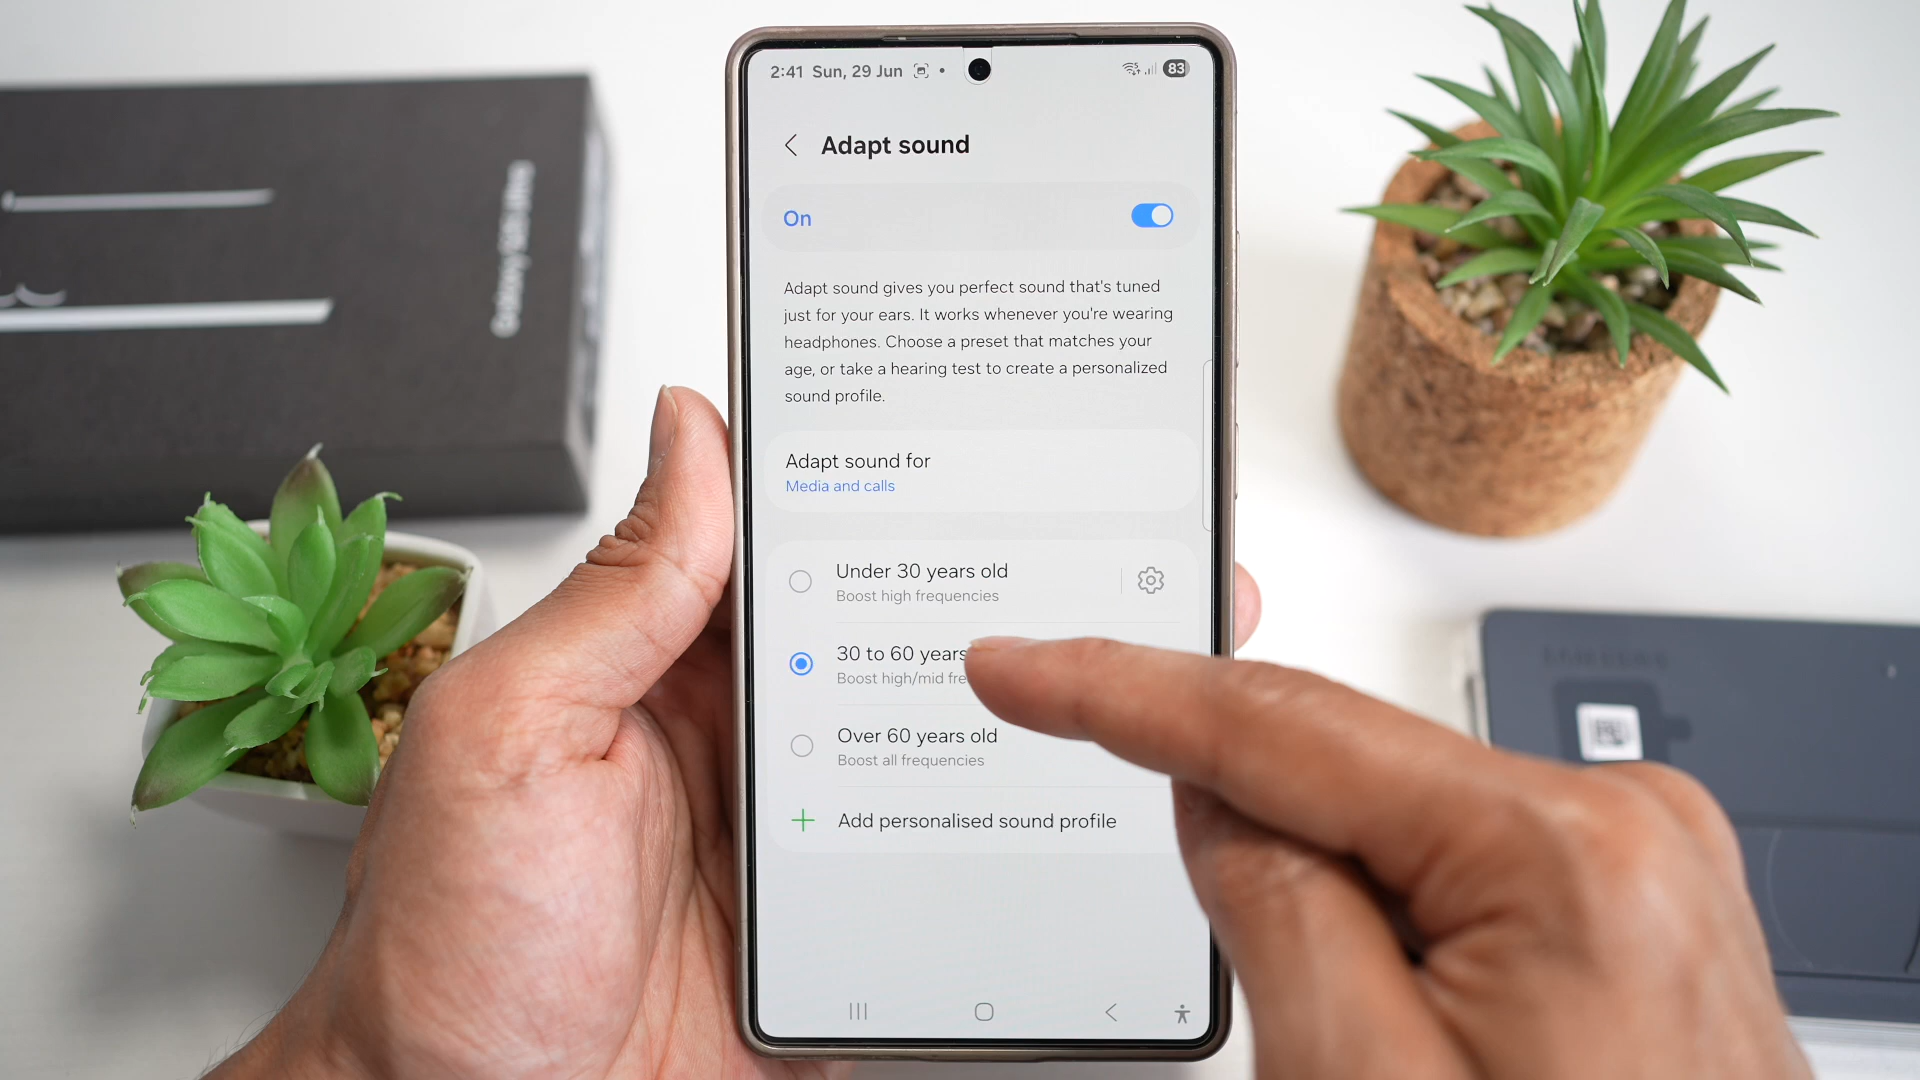 2:41 Sun, 29 Jun
83
Adapt sound
On
Adapt sound gives you perfect sound that's tuned
just for your ears. It works whenever you're wearing
headphones. Choose a preset that matches your
age, or take a hearing test to create a personalized
sound profile.
Adapt sound for
Media and calls
Under 30 years old
Boost high frequencies
30 to 60 years
Boost high/mid fre
Over 60 years old
Boost all frequencies
Add personalised sound profile
SAMSUNG